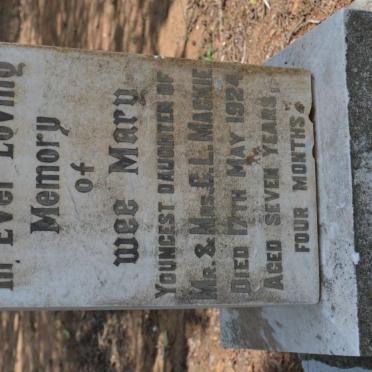 In Ever Loving
Memory
of
wee Mary
YOUNGEST DAUGHTER OF
MR. & MRS. E. L. MACKIE
DIED 17TH MAY 1924
AGED SEVEN YEARS
FOUR MONTHS.